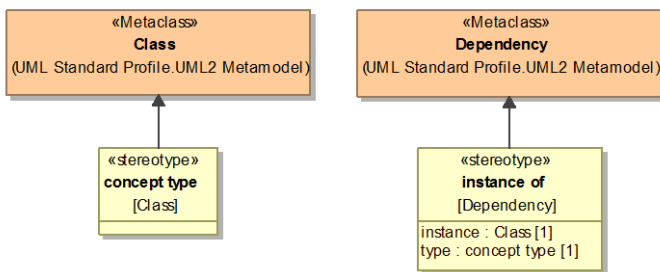 «Metaclass»
Class
(UML Standard Profile.UML2 Metamodel)
«stereotype»
concept type
[Class]
«Metaclass»
Dependency
(UML Standard Profile.UML2 Metamodel)
«stereotype»
instance of
[Dependency]
instance : Class [1]
type : concept type [1]